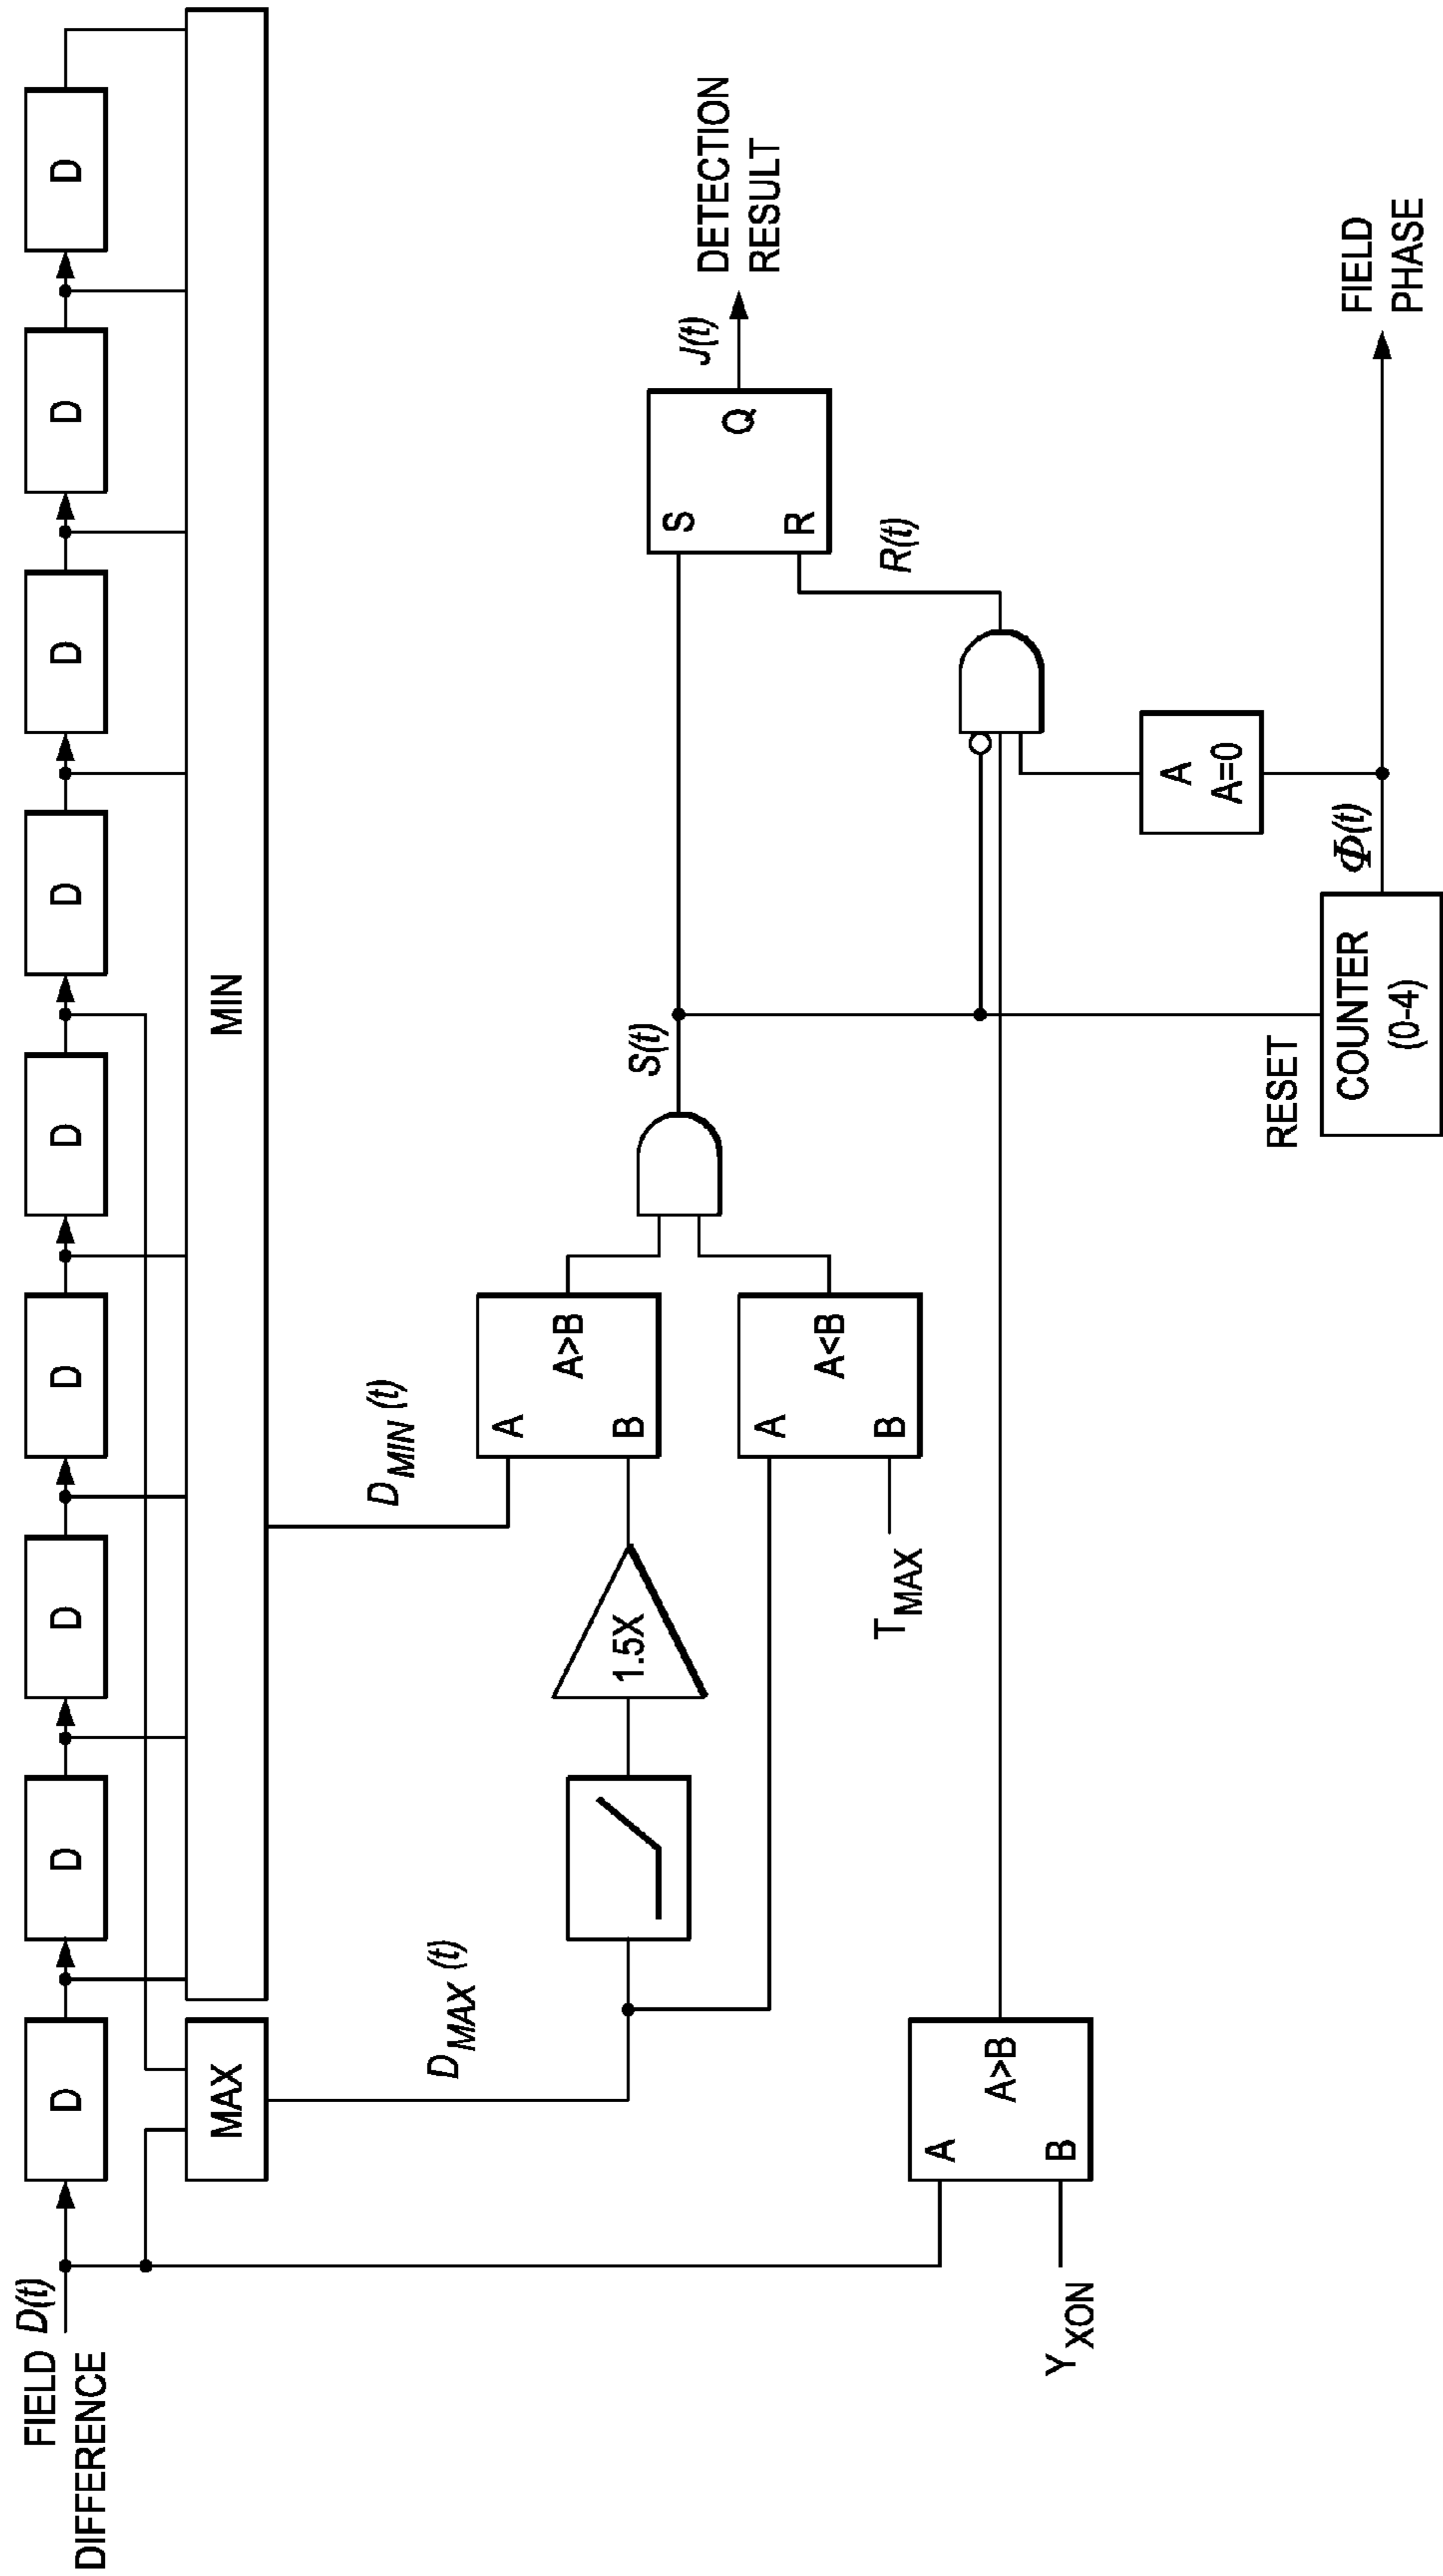 FIELD
DIFFERENCE
D(t)
D
D
D
D
D
D
D
D
D
MAX
MIN
D_MAX (t)
D_MIN (t)
1.5X
A
B
A>B
T_MAX
A
B
A<B
S(t)
S
R
Q
J(t)
DETECTION
RESULT
R(t)
Y_XON
A
B
A>B
A
A=0
RESET
COUNTER
(0-4)
Φ(t)
FIELD
PHASE